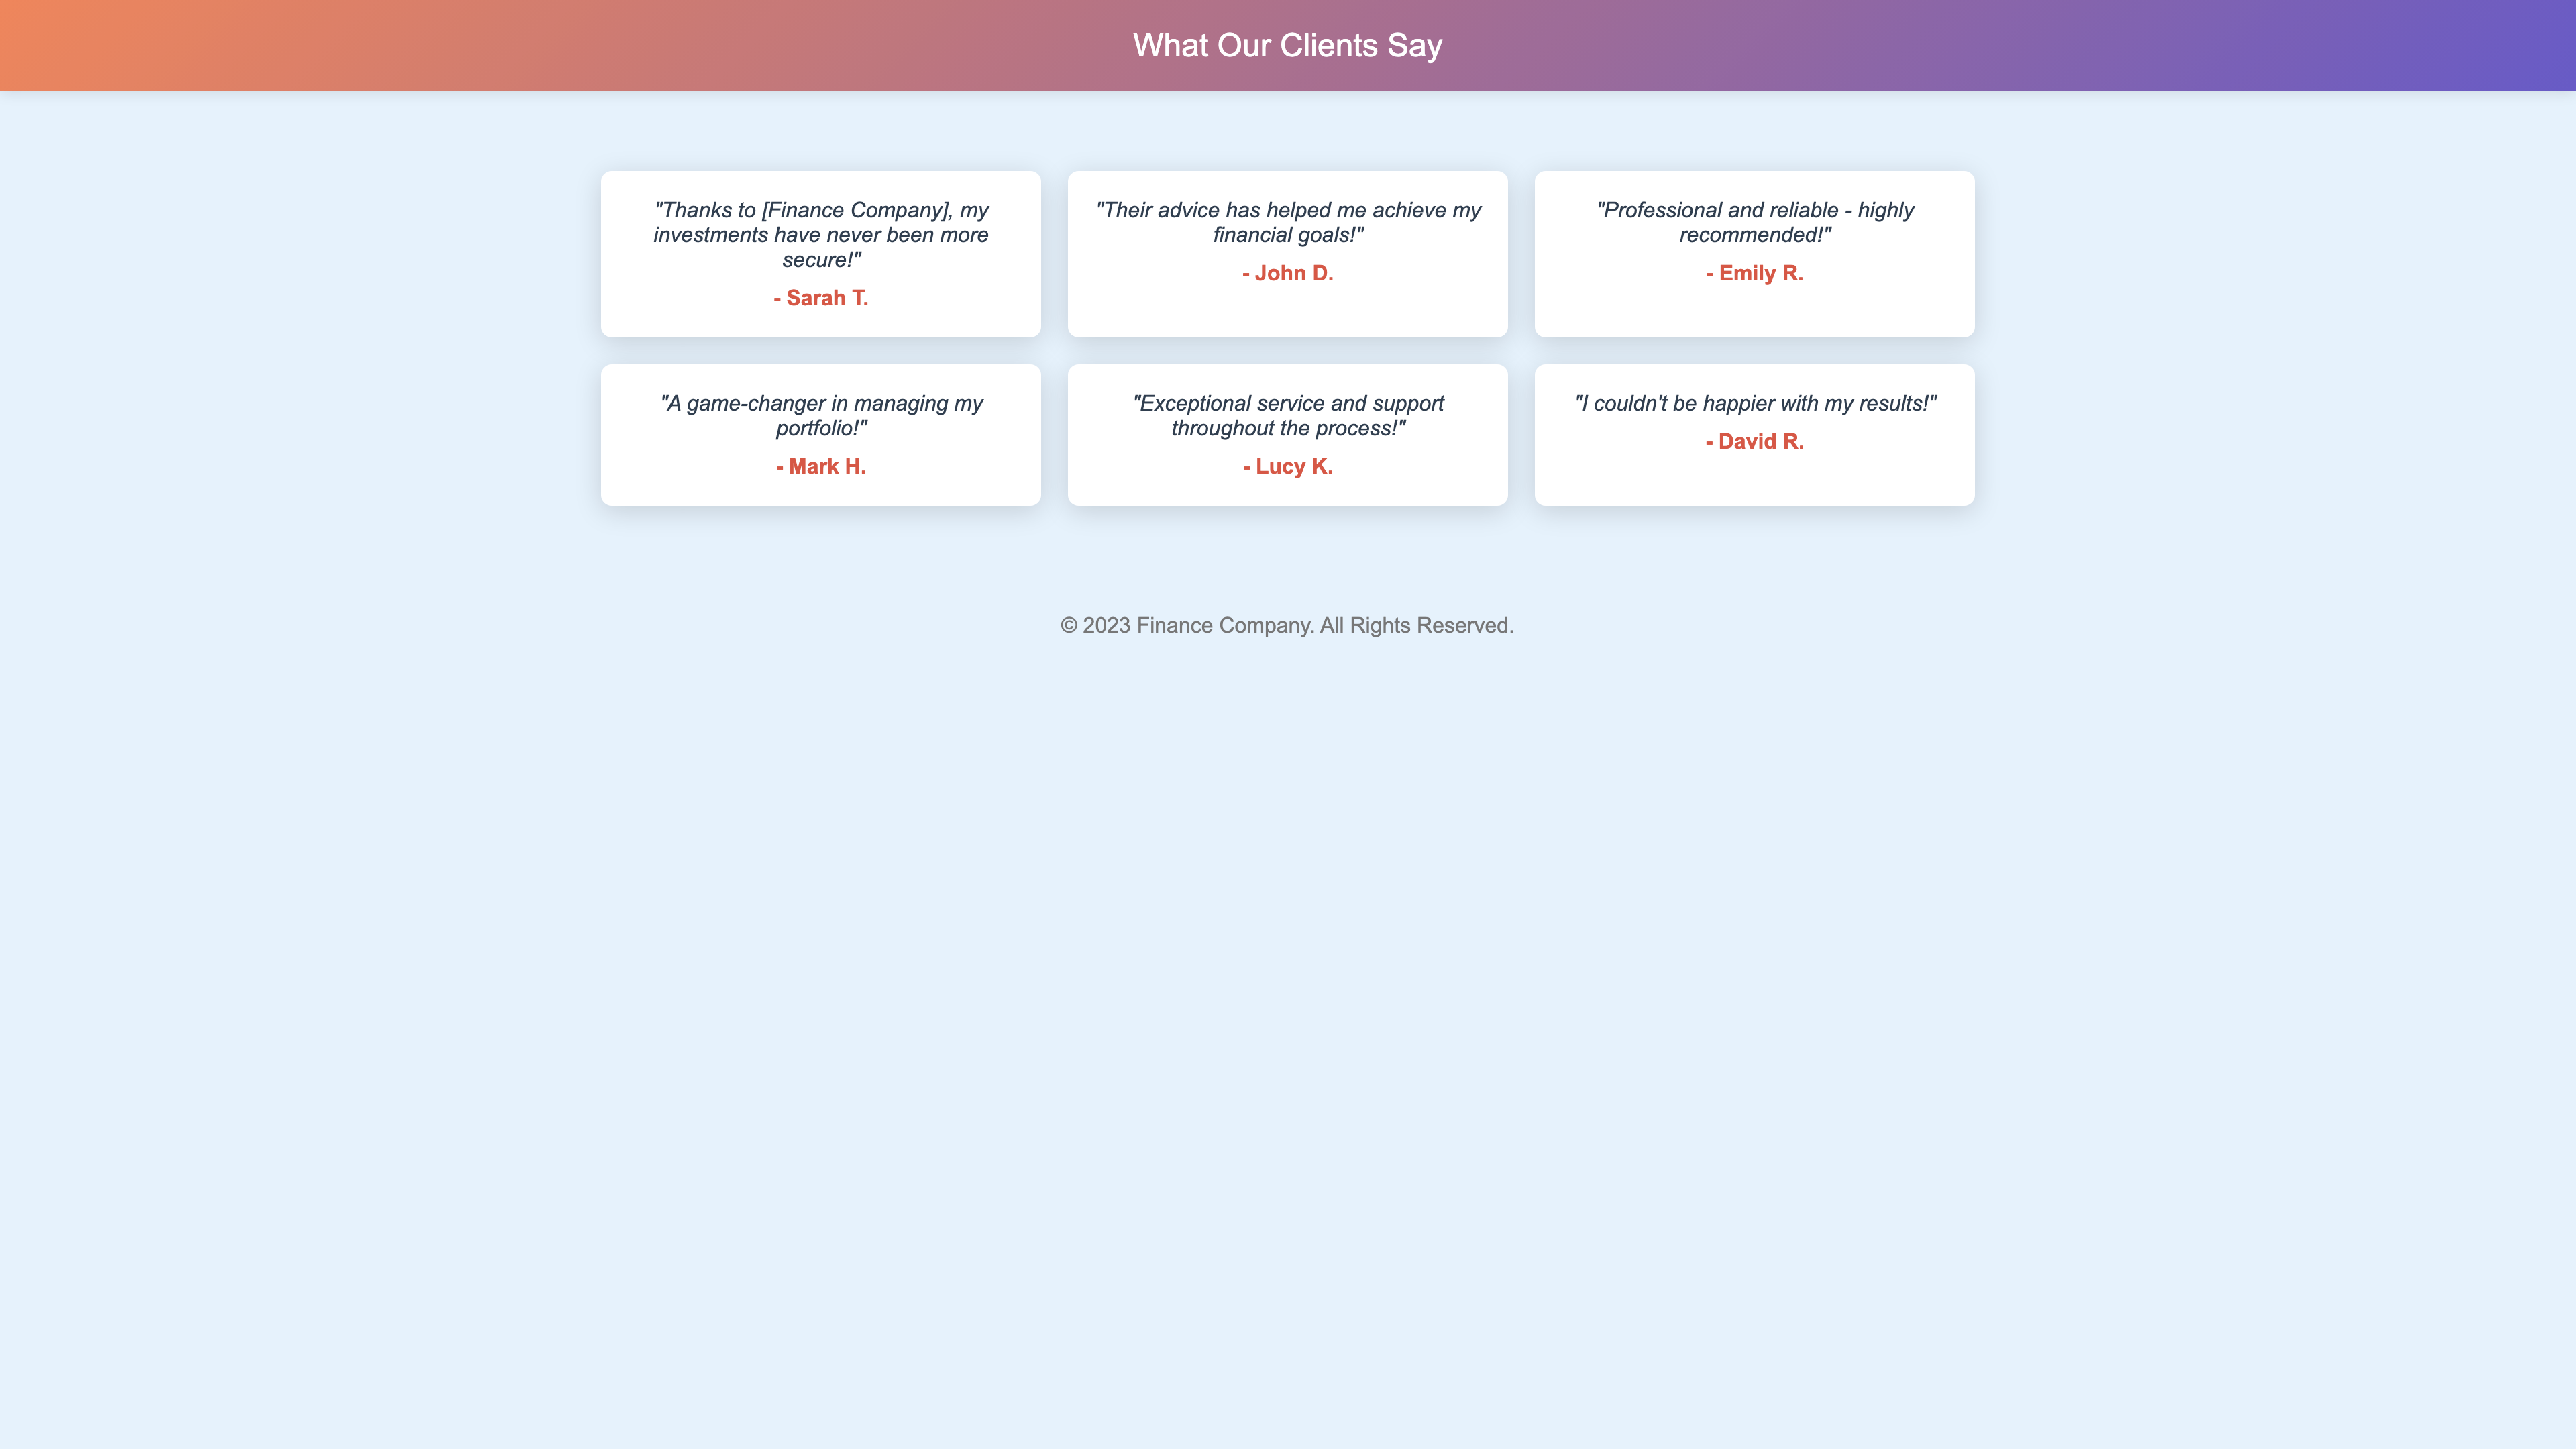 What Our Clients Say
"Thanks to [Finance Company], my
investments have never been more
secure!"
- Sarah T.
"Their advice has helped me achieve my
financial goals!"
- John D.
"Professional and reliable - highly
recommended!"
- Emily R.
"A game-changer in managing my
portfolio!"
- Mark H.
"Exceptional service and support
throughout the process!"
- Lucy K.
"I couldn't be happier with my results!"
- David R.
© 2023 Finance Company. All Rights Reserved.